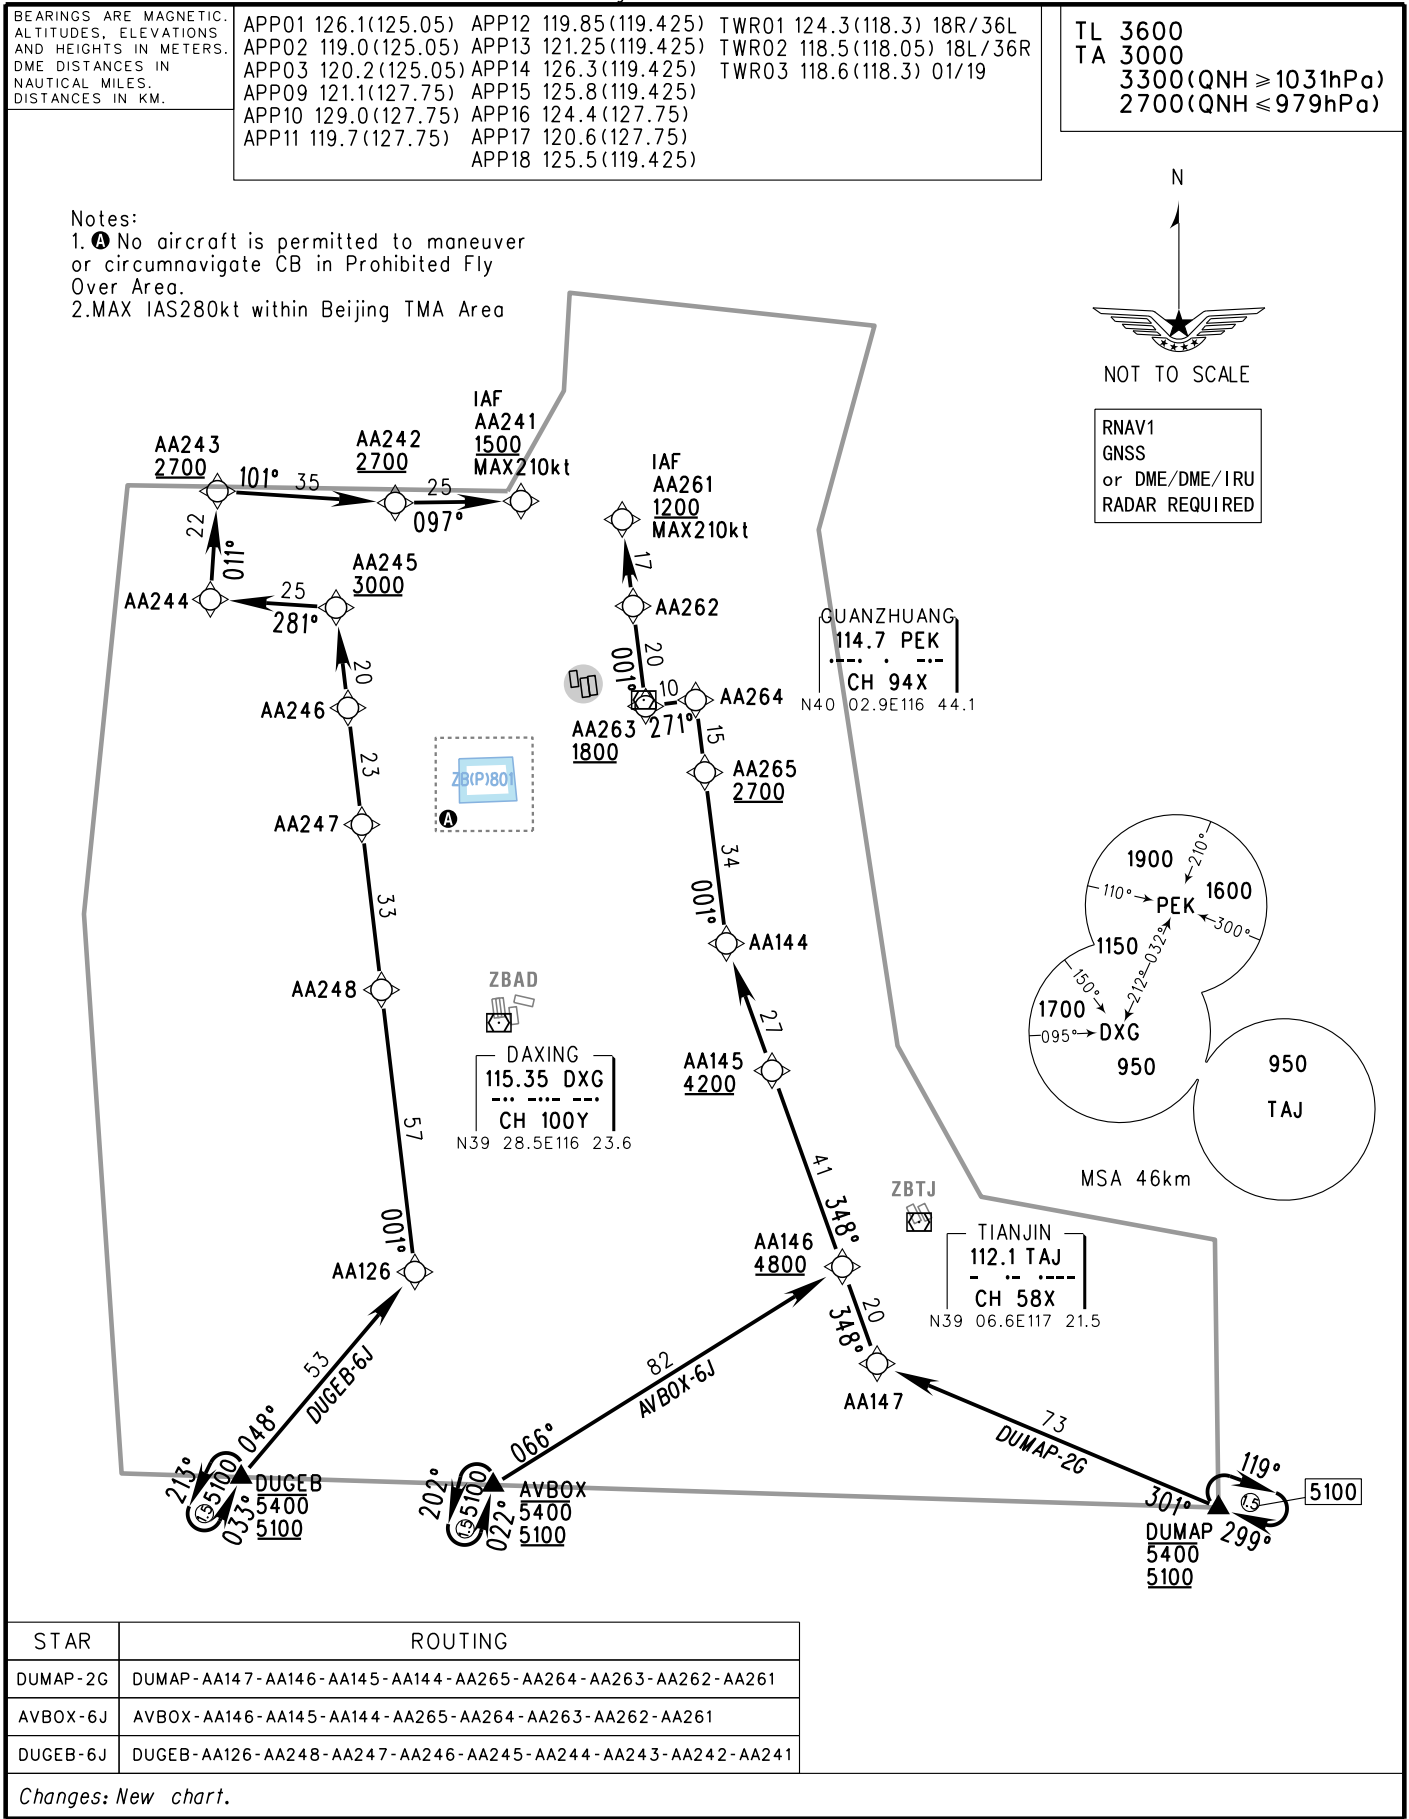 BEARINGS ARE MAGNETIC.
ALTITUDES, ELEVATIONS
AND HEIGHTS IN METERS.
DME DISTANCES IN
NAUTICAL MILES.
DISTANCES IN KM.
APP01 126.1(125.05)
APP02 119.0(125.05)
APP03 120.2(125.05)
APP09 121.1(127.75)
APP10 129.0(127.75)
APP11 119.7(127.75)
APP12 119.85(119.425)
APP13 121.25(119.425)
APP14 126.3(119.425)
APP15 125.8(119.425)
APP16 124.4(127.75)
APP17 120.6(127.75)
APP18 125.5(119.425)
TWR01 124.3(118.3) 18R/36L
TWR02 118.5(118.05) 18L/36R
TWR03 118.6(118.3) 01/19
TL 3600
TA 3000
3300(QNH ≥1031hPa)
2700(QNH ≤979hPa)
Notes:
1. A No aircraft is permitted to maneuver
or circumnavigate CB in Prohibited Fly
Over Area.
2.MAX IAS280kt within Beijing TMA Area
N
NOT TO SCALE
RNAV1
GNSS
or DME/DME/IRU
RADAR REQUIRED
IAF
AA241
1500
MAX210kt
AA242
2700
AA243
2700
101°
35
25
097°
22
011°
AA244
25
281°
AA245
3000
20
AA246
23
AA247
33
AA248
57
001°
AA126
IAF
AA261
1200
MAX210kt
17
AA262
20
001°
10
271°
AA263
1800
AA264
15
AA265
2700
34
001°
AA144
27
AA145
4200
41
348°
AA146
4800
20
348°
AA147
GUANZHUANG
114.7 PEK
CH 94X
N40 02.9E116 44.1
ZB(P)801
A
ZBAD
DAXING
115.35 DXG
CH 100Y
N39 28.5E116 23.6
ZBTJ
TIANJIN
112.1 TAJ
CH 58X
N39 06.6E117 21.5
1900
210°
110°
PEK
1600
300°
1150
032°
212°
150°
1700
095°
DXG
950
950
TAJ
MSA 46km
53
DUGEB-6J
048°
213°
5100
1.5
033°
DUGEB
5400
5100
82
AVBOX-6J
066°
202°
5100
1.5
022°
AVBOX
5400
5100
73
DUMAP-2G
301°
119°
1.5
5100
299°
DUMAP
5400
5100
STAR ROUTING
DUMAP-2G DUMAP-AA147-AA146-AA145-AA144-AA265-AA264-AA263-AA262-AA261
AVBOX-6J AVBOX-AA146-AA145-AA144-AA265-AA264-AA263-AA262-AA261
DUGEB-6J DUGEB-AA126-AA248-AA247-AA246-AA245-AA244-AA243-AA242-AA241
Changes: New chart.